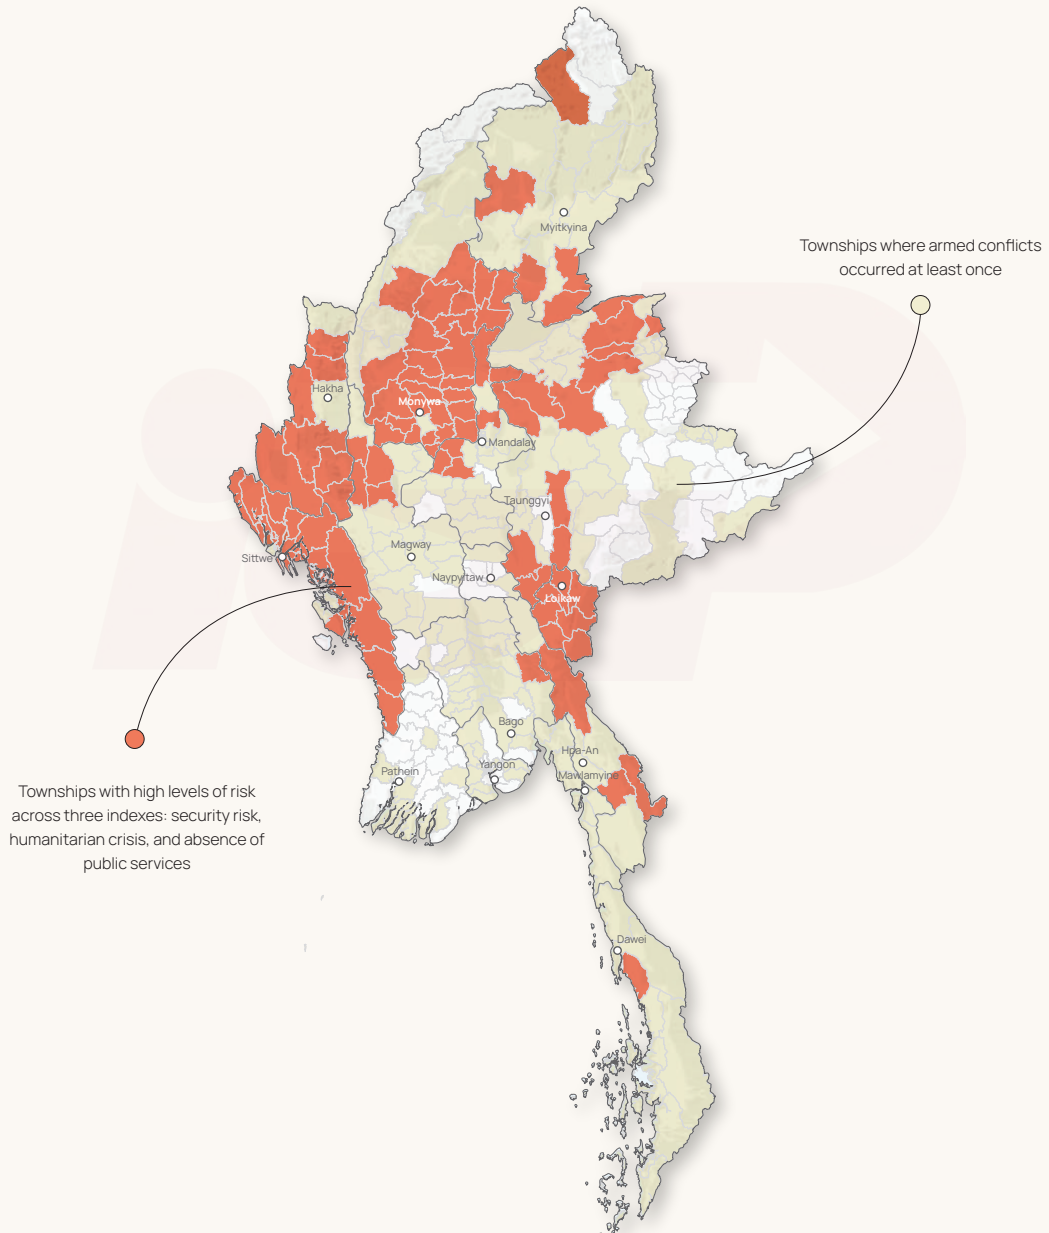 Myitkyina
Townships where armed conflicts
occurred at least once
Hakha
Monywa
Mandalay
Taunggyi
Magway
Sittwe
Naypyitaw
Loikaw
Bago
Hpa-An
Yangon
Pathein
Mawlamyine
Townships with high levels of risk
across three indexes: security risk,
humanitarian crisis, and absence of
public services
Dawei